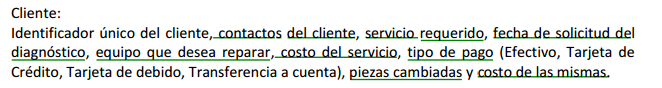 Cliente:
Identificador único del cliente, contactos del cliente, servicio requerido, fecha de solicitud del
diagnóstico, equipo que desea reparar, costo del servicio, tipo de pago (Efectivo, Tarjeta de
Crédito, Tarjeta de debido, Transferencia a cuenta), piezas cambiadas y costo de las mismas.